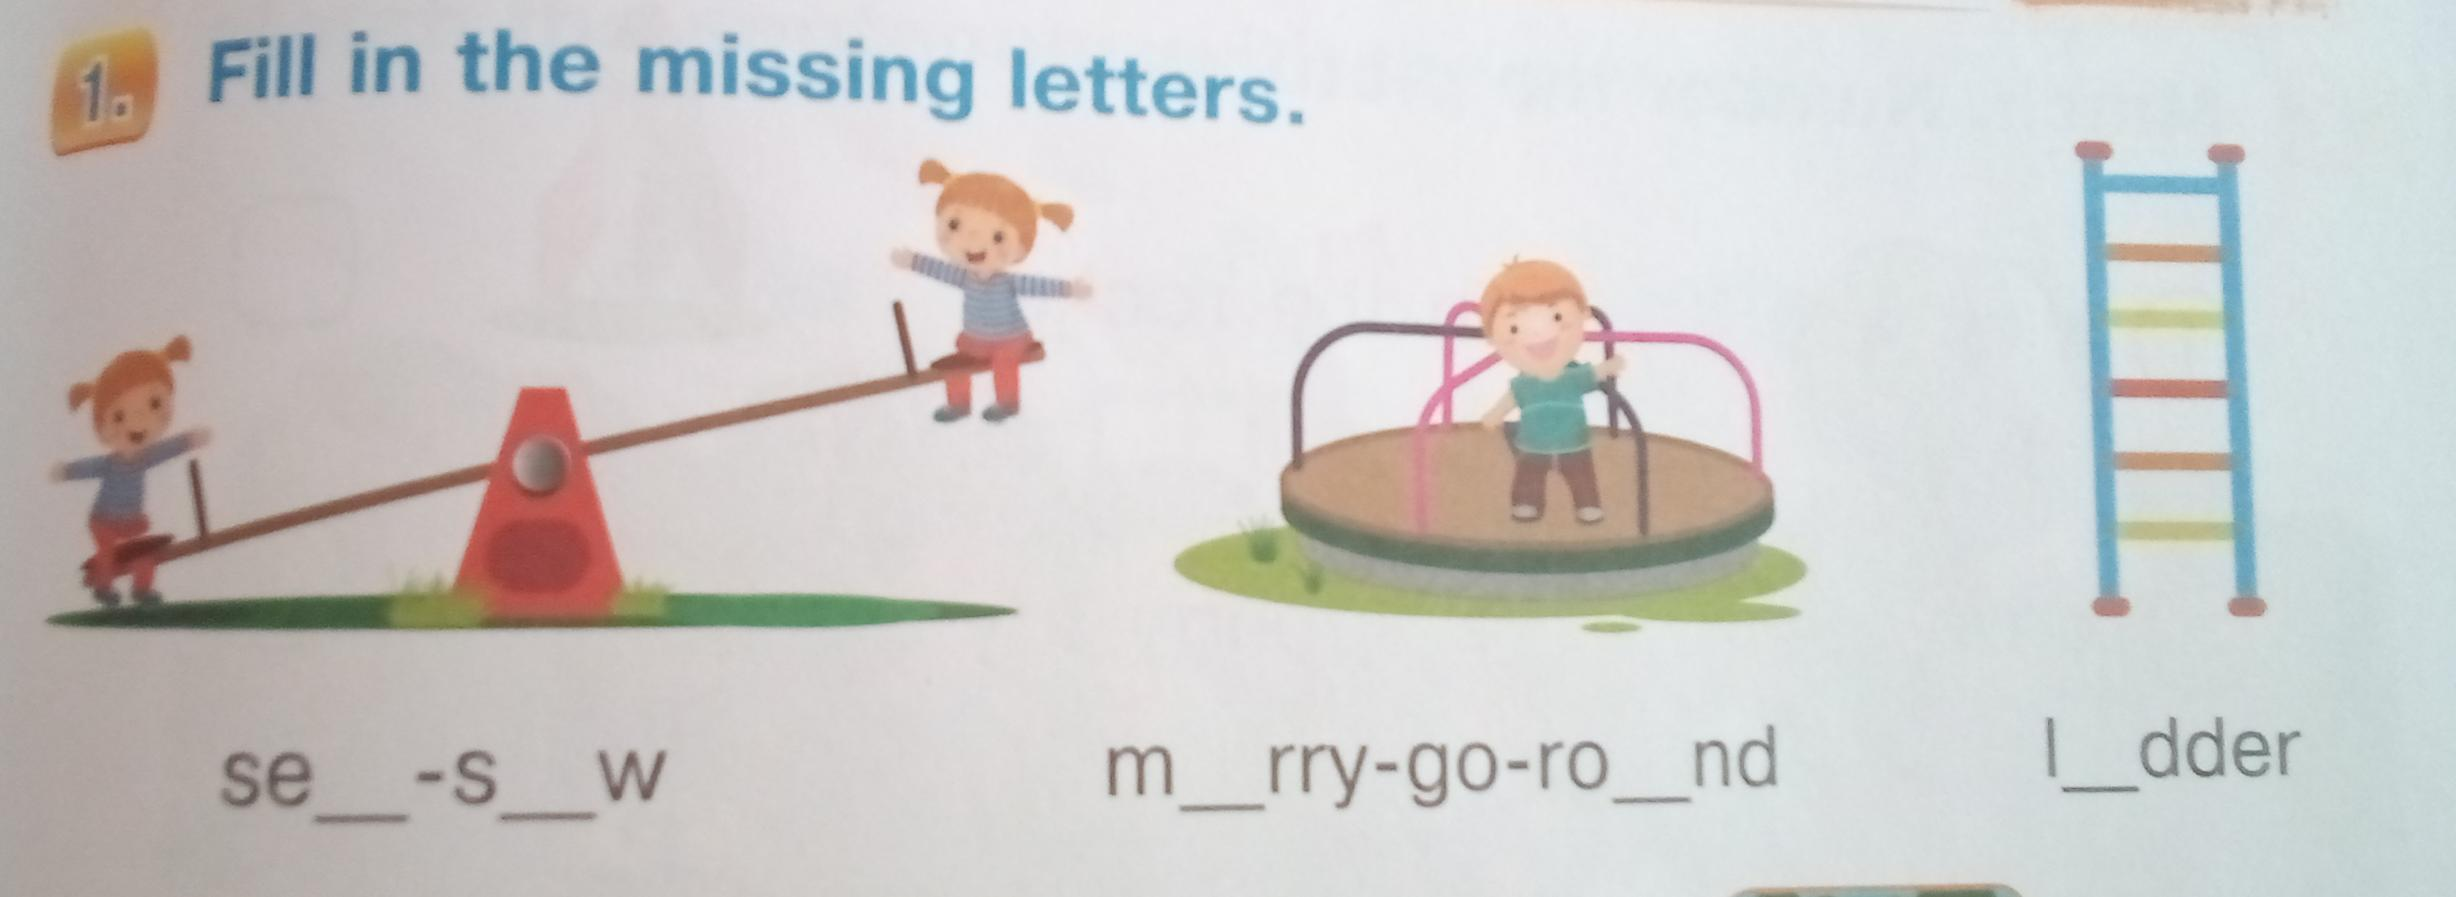 1. Fill in the missing letters.
se__-s__w m__rry-go-ro__nd l__dder